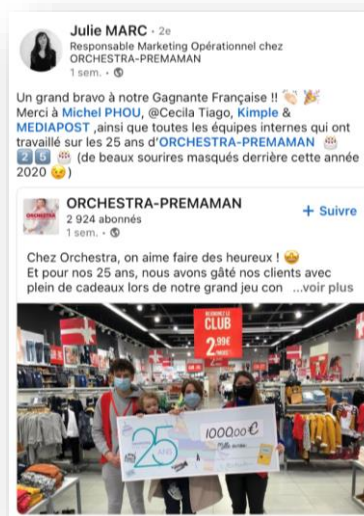 Julie MARC • 2e
Responsable Marketing Opérationnel chez
ORCHESTRA-PREMAMAN
1 sem. •
Un grand bravo à notre Gagnante Française !! 👏 🎉
Merci à Michel PHOU, @Cecila Tiago, Kimple &
MEDIAPOST ,ainsi que toutes les équipes internes qui ont
travaillé sur les 25 ans d'ORCHESTRA-PREMAMAN 🎂
2️⃣5️⃣ 🎂 (de beaux sourires masqués derrière cette année
2020 😉)
ORCHESTRA-PREMAMAN
+ Suivre
2 924 abonnés
1 sem. •
Chez Orchestra, on aime faire des heureux ! 🤩
Et pour nos 25 ans, nous avons gâté nos clients avec
plein de cadeaux lors de notre grand jeu con ...voir plus
CLUB
2,99€
25
ANS
1000,00 €